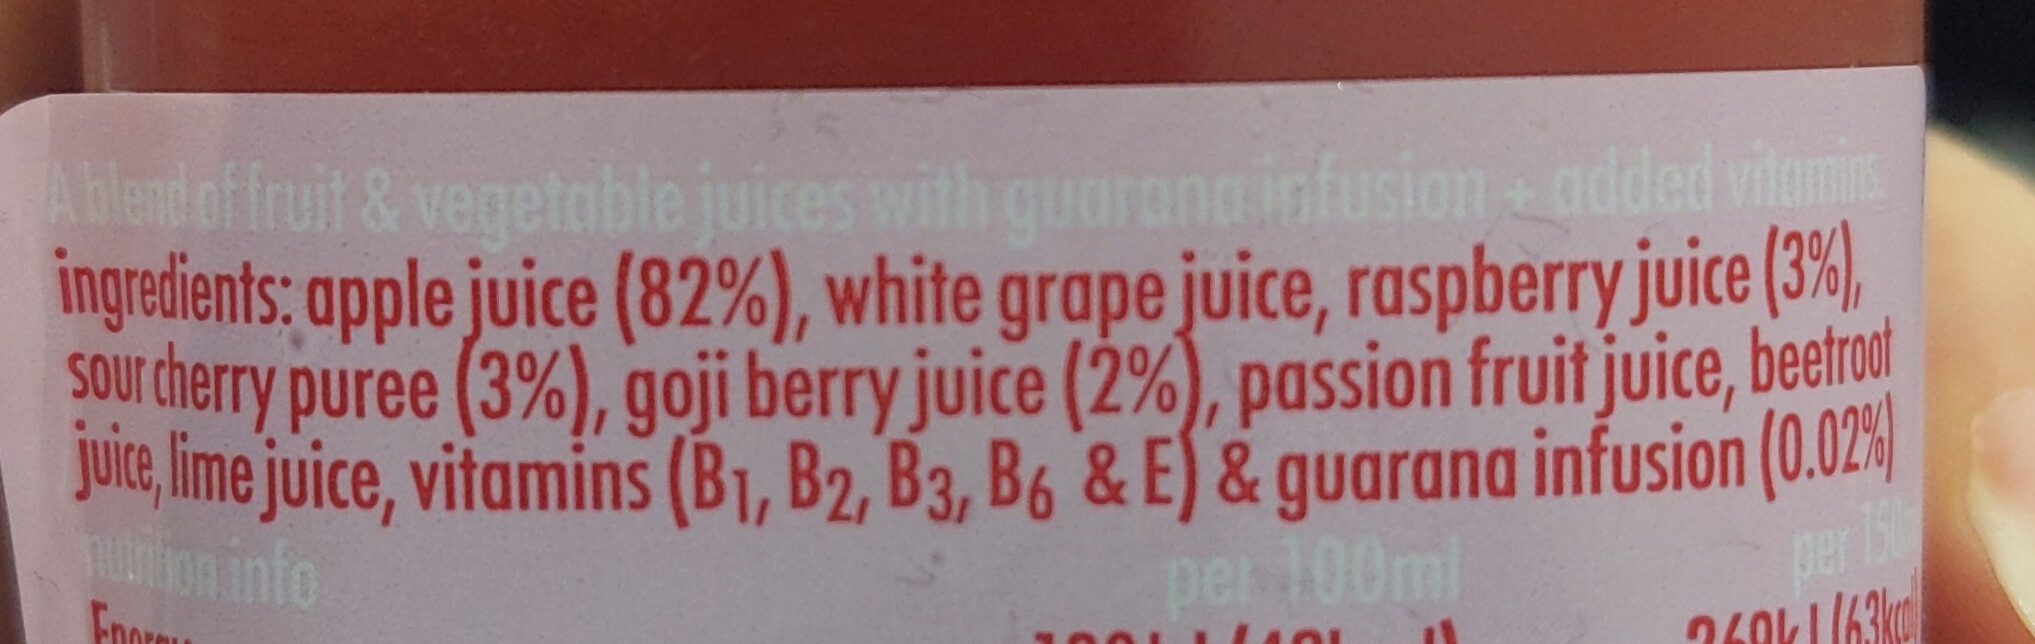 A blend of fruit & vegetable juices with guarana infusion + added vitamins
ingredients: apple juice (82%), white grape juice, raspberry juice (3%),
sour cherry puree (3%), goji berry juice (2%), passion fruit juice, beetroot
juice, lime juice, vitamins (B1, B2, B3, B6 & E) & guarana infusion (0.02%)
nutrition info per 100ml per
Energy